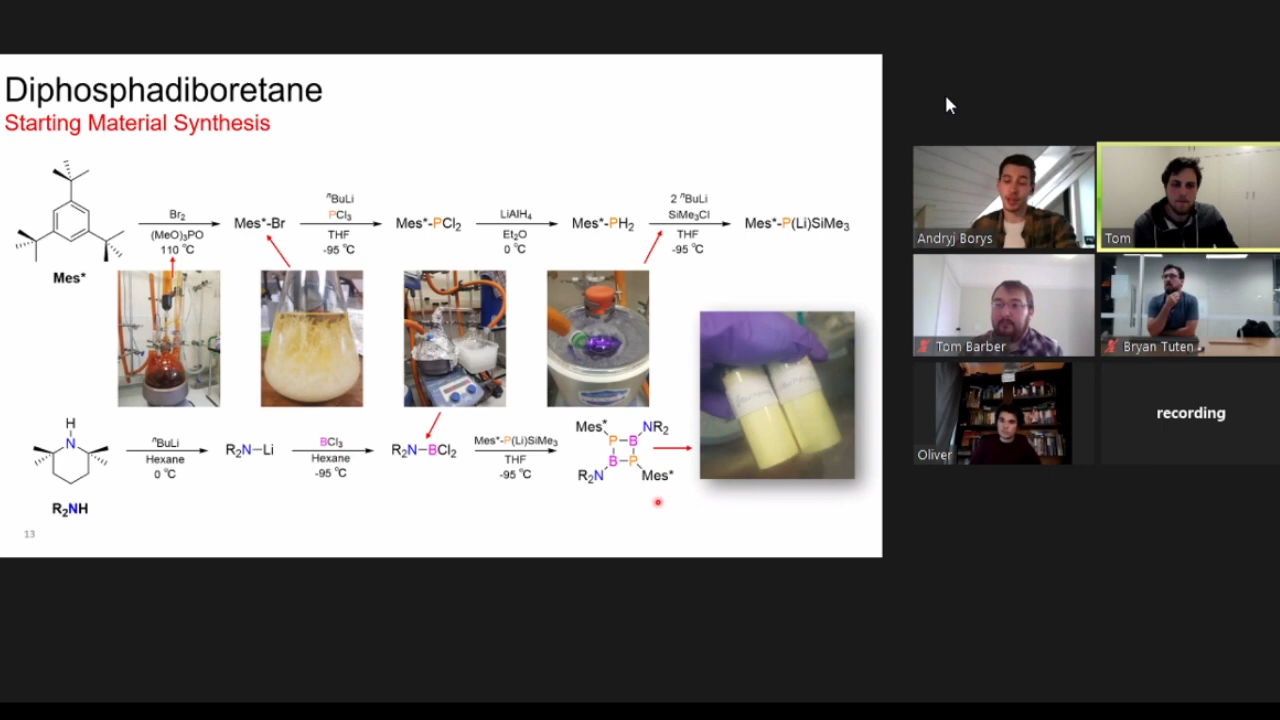 Diphosphadiboretane
Starting Material Synthesis
Mes*
Br₂
(MeO)₃PO
110 °C
Mes*-Br
ⁿBuLi
PCl₃
THF
-95 °C
Mes*-PCl₂
LiAlH₄
Et₂O
0 °C
Mes*-PH₂
2 ⁿBuLi
SiMe₃Cl
THF
-95 °C
Mes*-P(Li)SiMe₃
H
N
R₂NH
ⁿBuLi
Hexane
0 °C
R₂N–Li
BCl₃
Hexane
-95 °C
R₂N–BCl₂
Mes*-P(Li)SiMe₃
THF
-95 °C
Mes* NR₂
P–B
B–P
R₂N Mes*
13
Andryj Borys
Tom
Tom Barber
Bryan Tuten
Oliver
recording